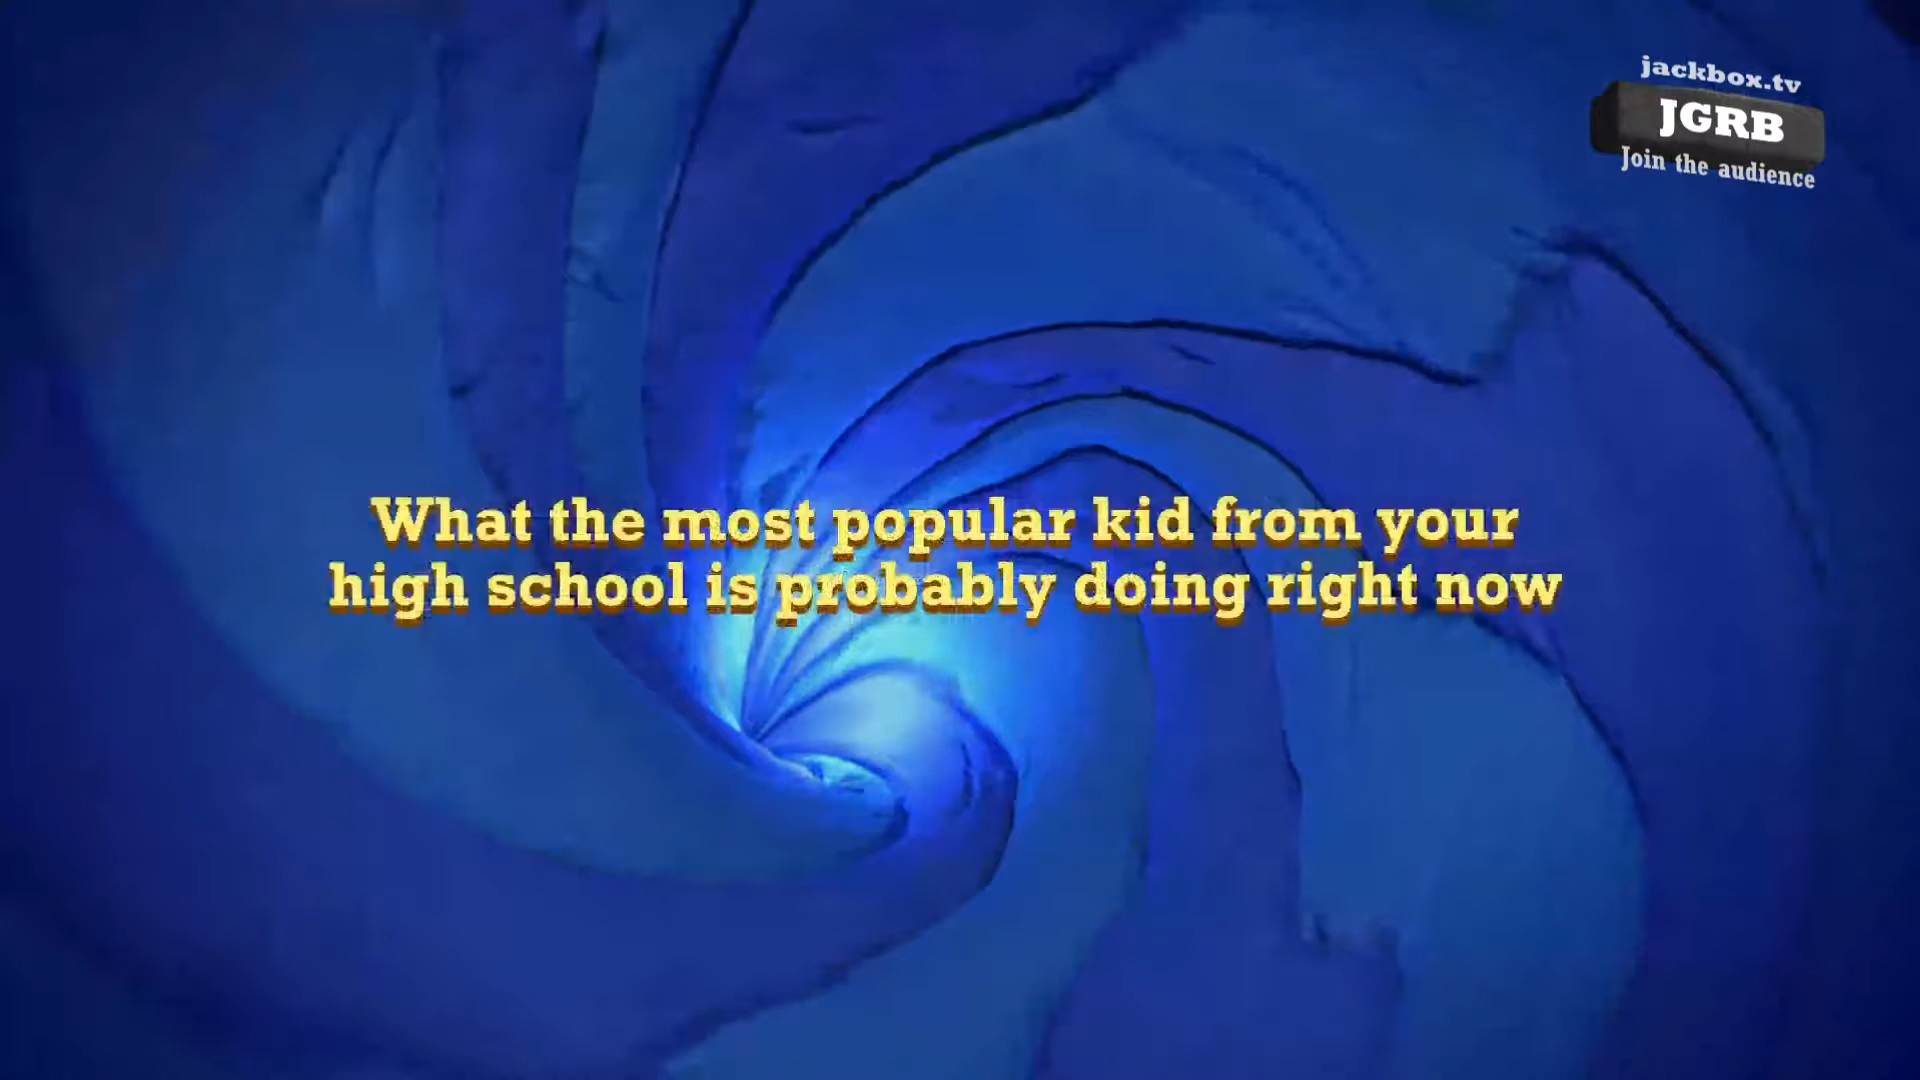 jackbox.tv
JGRB
Join the audience
What the most popular kid from your
high school is probably doing right now